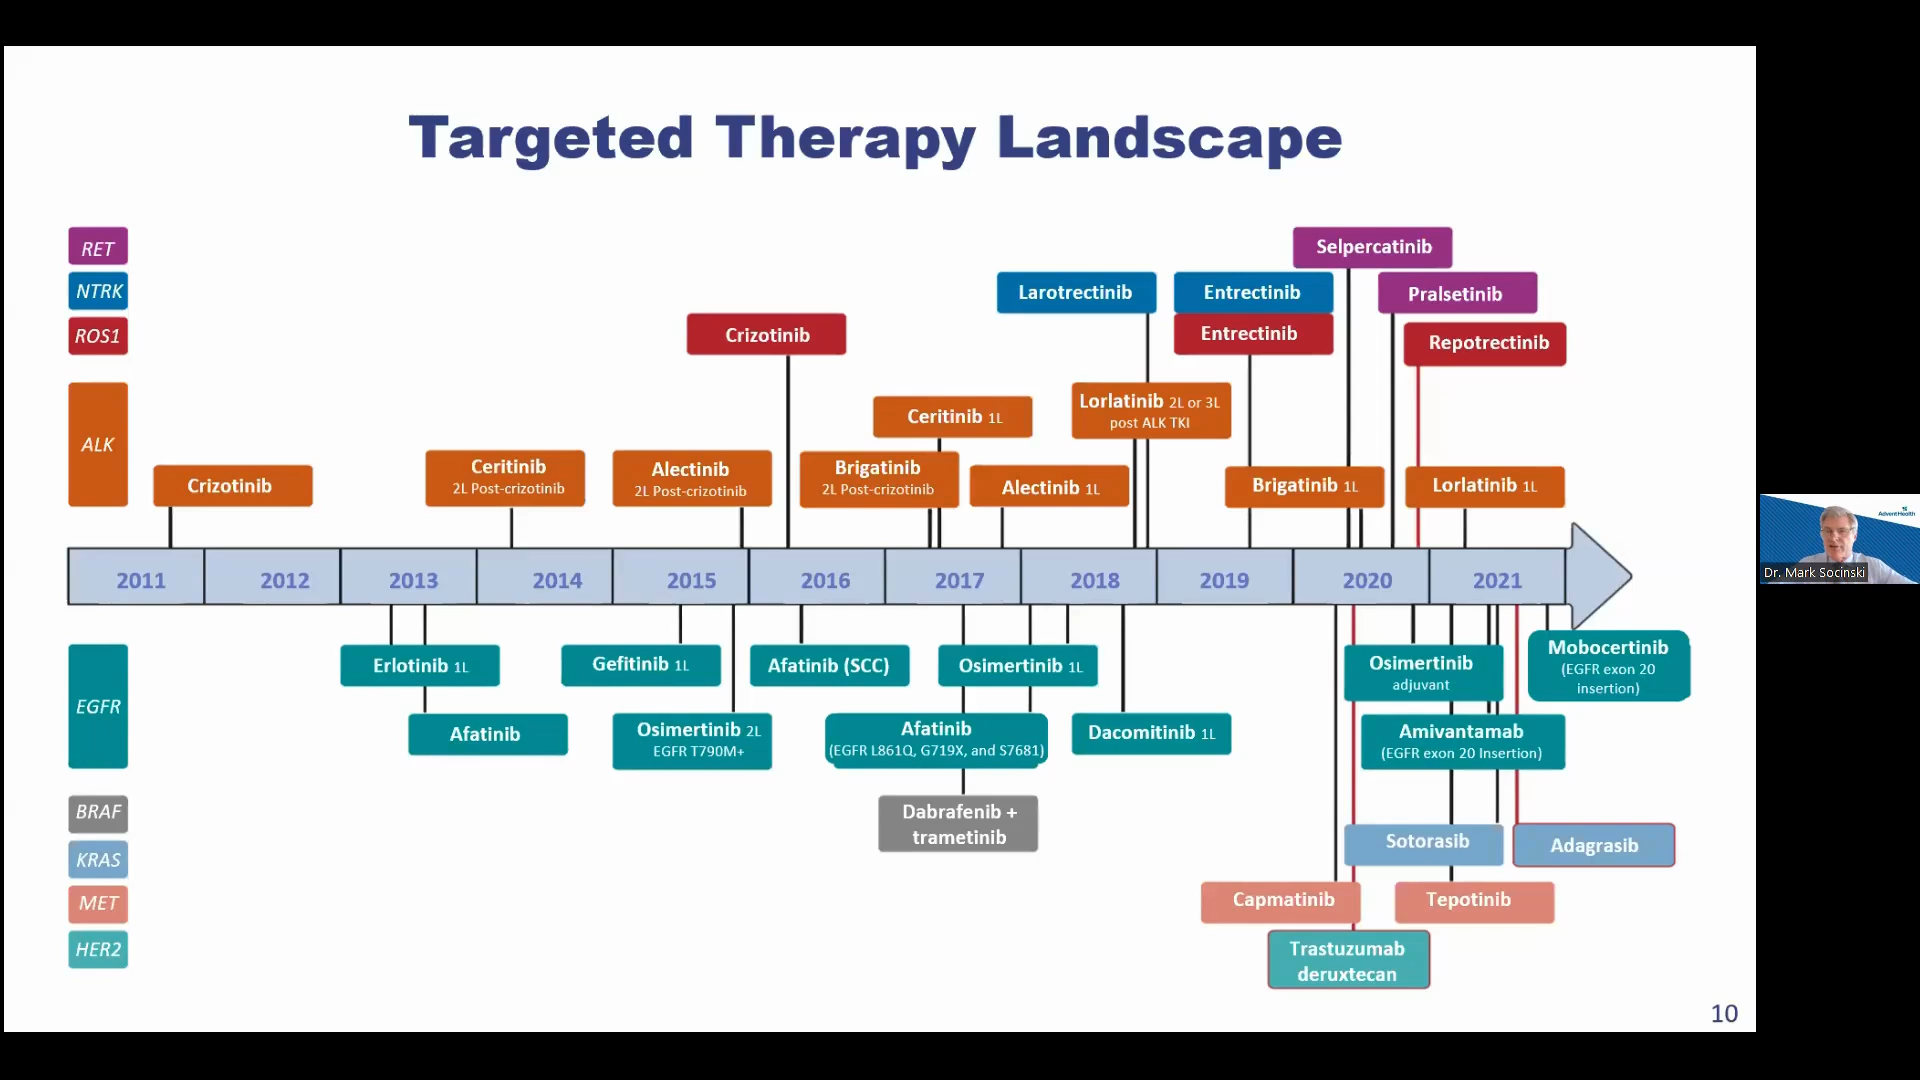 Targeted Therapy Landscape
RET
NTRK
ROS1
ALK
Selpercatinib
Larotrectinib
Entrectinib
Pralsetinib
Crizotinib
Entrectinib
Repotrectinib
Ceritinib 1L
Lorlatinib 2L or 3L
post ALK TKI
Crizotinib
Ceritinib
2L Post-crizotinib
Alectinib
2L Post-crizotinib
Brigatinib
2L Post-crizotinib
Alectinib 1L
Brigatinib 1L
Lorlatinib 1L
2011
2012
2013
2014
2015
2016
2017
2018
2019
2020
2021
EGFR
Erlotinib 1L
Gefitinib 1L
Afatinib (SCC)
Osimertinib 1L
Osimertinib
adjuvant
Mobocertinib
(EGFR exon 20
insertion)
Afatinib
Osimertinib 2L
EGFR T790M+
Afatinib
(EGFR L861Q, G719X, and S7681)
Dacomitinib 1L
Amivantamab
(EGFR exon 20 Insertion)
BRAF
Dabrafenib +
trametinib
KRAS
Sotorasib
Adagrasib
MET
Capmatinib
Tepotinib
HER2
Trastuzumab
deruxtecan
10
AdventHealth
Dr. Mark Socinski